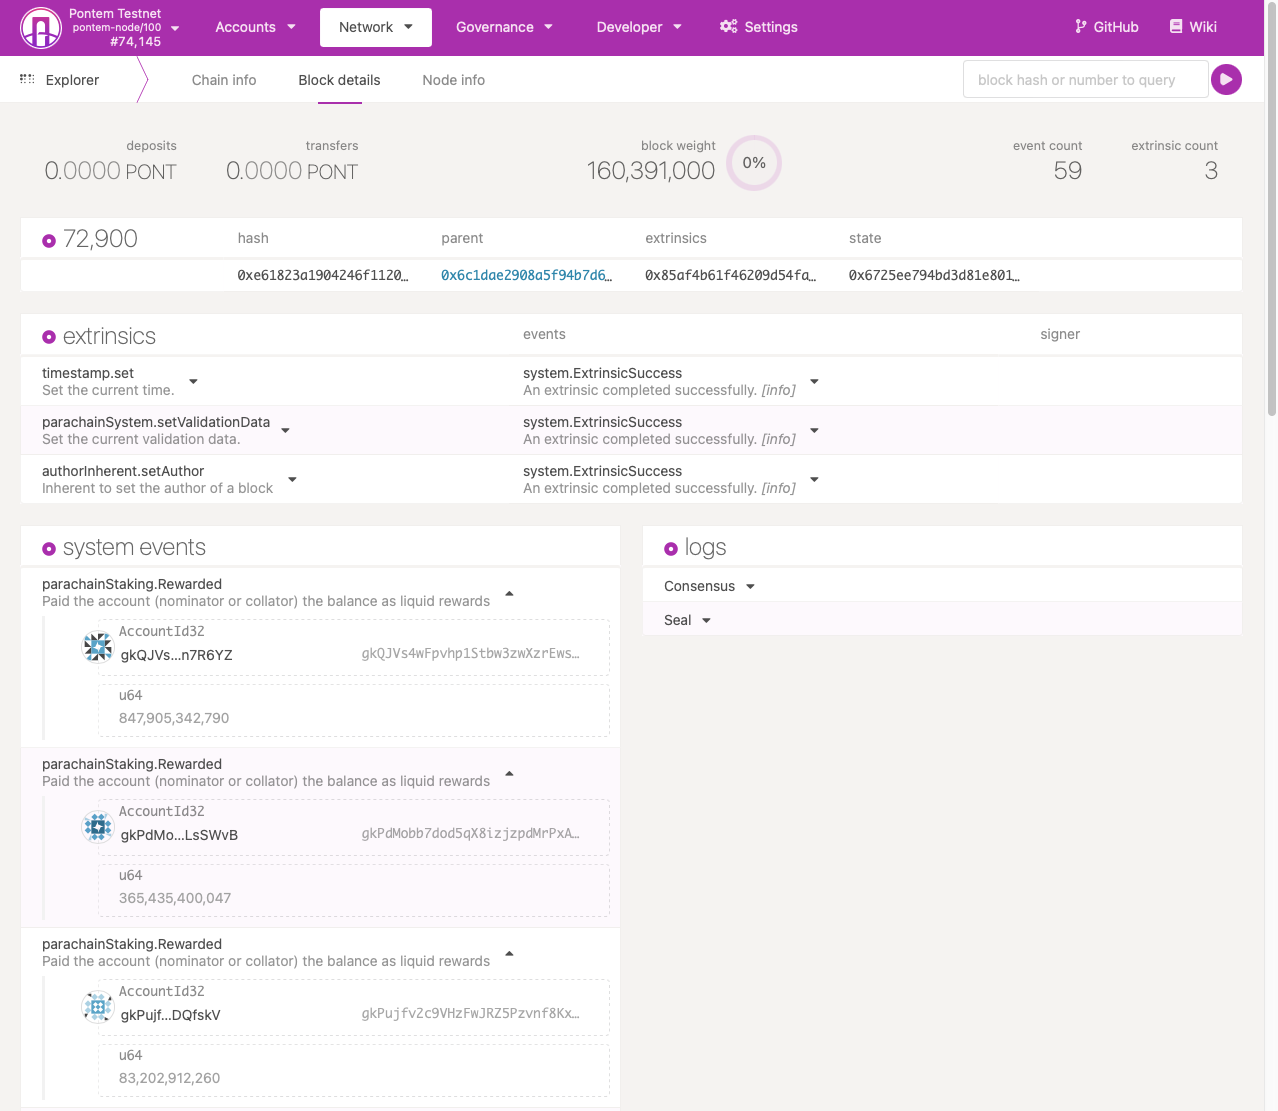 Pontem Testnet
pontem-node/100
#74,145
Accounts
Network
Governance
Developer
Settings
GitHub
Wiki
Explorer
Chain info
Block details
Node info
block hash or number to query
deposits
0.0000 PONT
transfers
0.0000 PONT
block weight
160,391,000
0%
event count
59
extrinsic count
3
72,900
hash
parent
extrinsics
state
0xe61823a1904246f1120…
0x6c1dae2908a5f94b7d6…
0x85af4b61f46209d54fa…
0x6725ee794bd3d81e801…
extrinsics
events
signer
timestamp.set
Set the current time.
system.ExtrinsicSuccess
An extrinsic completed successfully. [info]
parachainSystem.setValidationData
Set the current validation data.
system.ExtrinsicSuccess
An extrinsic completed successfully. [info]
authorInherent.setAuthor
Inherent to set the author of a block
system.ExtrinsicSuccess
An extrinsic completed successfully. [info]
system events
parachainStaking.Rewarded
Paid the account (nominator or collator) the balance as liquid rewards
AccountId32
gkQJVs…n7R6YZ
gkQJVs4wFpvhp1Stbw3zwXzrEws…
u64
847,905,342,790
parachainStaking.Rewarded
Paid the account (nominator or collator) the balance as liquid rewards
AccountId32
gkPdMo…LsSWvB
gkPdMobb7dod5qX8izjzpdMrPxA…
u64
365,435,400,047
parachainStaking.Rewarded
Paid the account (nominator or collator) the balance as liquid rewards
AccountId32
gkPujf…DQfskV
gkPujfv2c9VHzFwJRZ5Pzvnf8Kx…
u64
83,202,912,260
logs
Consensus
Seal